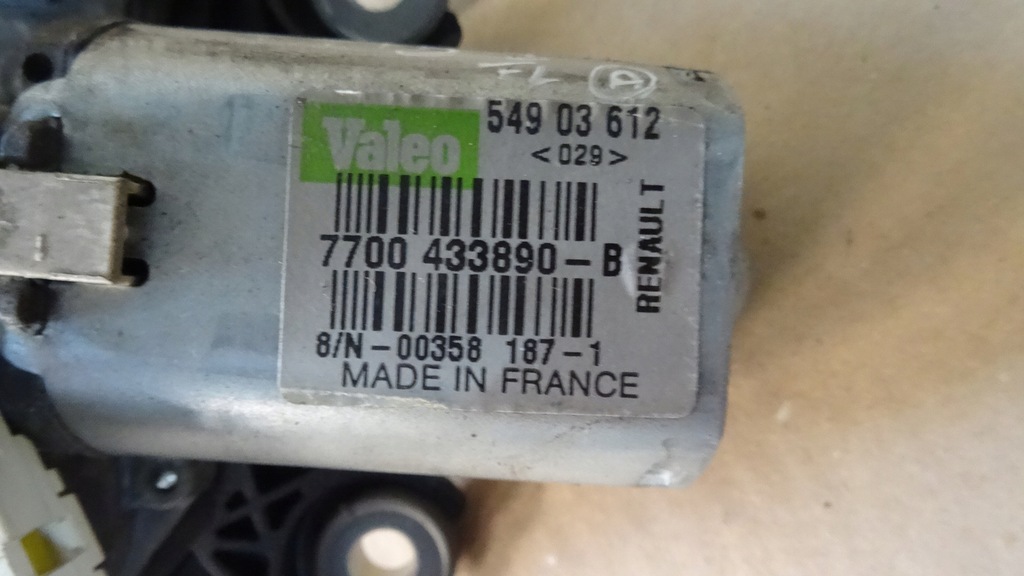 Valeo
549 03 612
<029>
7700 433890-B
RENAULT
8/N-00358 187-1
MADE IN FRANCE
A